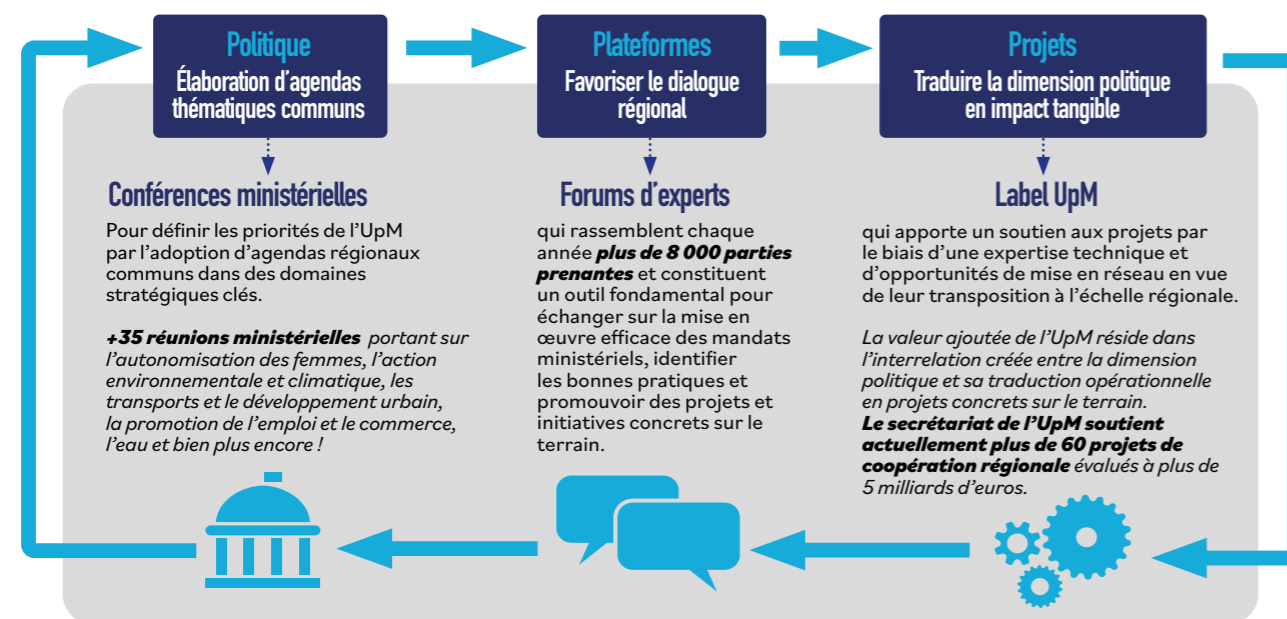 Politique
Élaboration d'agendas
thématiques communs
Conférences ministérielles
Pour définir les priorités de l'UpM
par l'adoption d'agendas régionaux
communs dans des domaines
stratégiques clés.
+35 réunions ministérielles portant sur
l'autonomisation des femmes, l'action
environnementale et climatique, les
transports et le développement urbain,
la promotion de l'emploi et le commerce,
l'eau et bien plus encore !
Plateformes
Favoriser le dialogue
régional
Forums d'experts
qui rassemblent chaque
année plus de 8 000 parties
prenantes et constituent
un outil fondamental pour
échanger sur la mise en
œuvre efficace des mandats
ministériels, identifier
les bonnes pratiques et
promouvoir des projets et
initiatives concrets sur le
terrain.
Projets
Traduire la dimension politique
en impact tangible
Label UpM
qui apporte un soutien aux projets par
le biais d'une expertise technique et
d'opportunités de mise en réseau en vue
de leur transposition à l'échelle régionale.
La valeur ajoutée de l'UpM réside dans
l'interrelation créée entre la dimension
politique et sa traduction opérationnelle
en projets concrets sur le terrain.
Le secrétariat de l'UpM soutient
actuellement plus de 60 projets de
coopération régionale évalués à plus de
5 milliards d'euros.